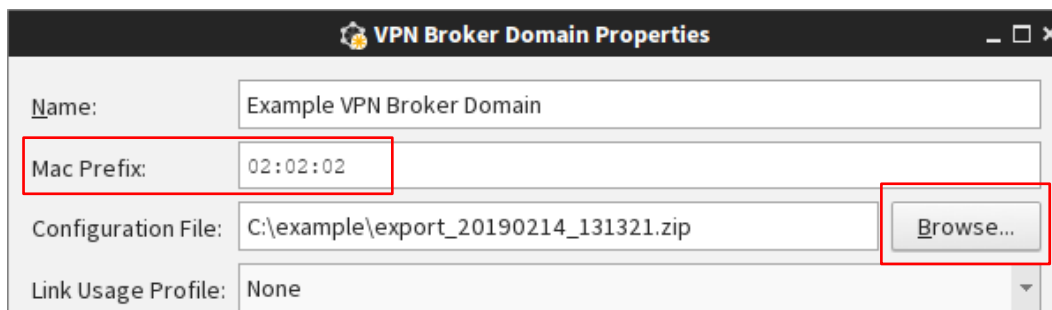 VPN Broker Domain Properties
Name: Example VPN Broker Domain
Mac Prefix: 02:02:02
Configuration File: C:\example\export_20190214_131321.zip Browse...
Link Usage Profile: None